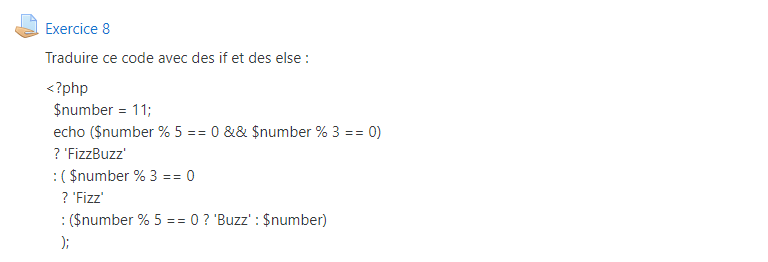 Exercice 8
Traduire ce code avec des if et des else :
<?php
$number = 11;
echo ($number % 5 == 0 && $number % 3 == 0)
? 'FizzBuzz'
: ( $number % 3 == 0
? 'Fizz'
: ($number % 5 == 0 ? 'Buzz' : $number)
);